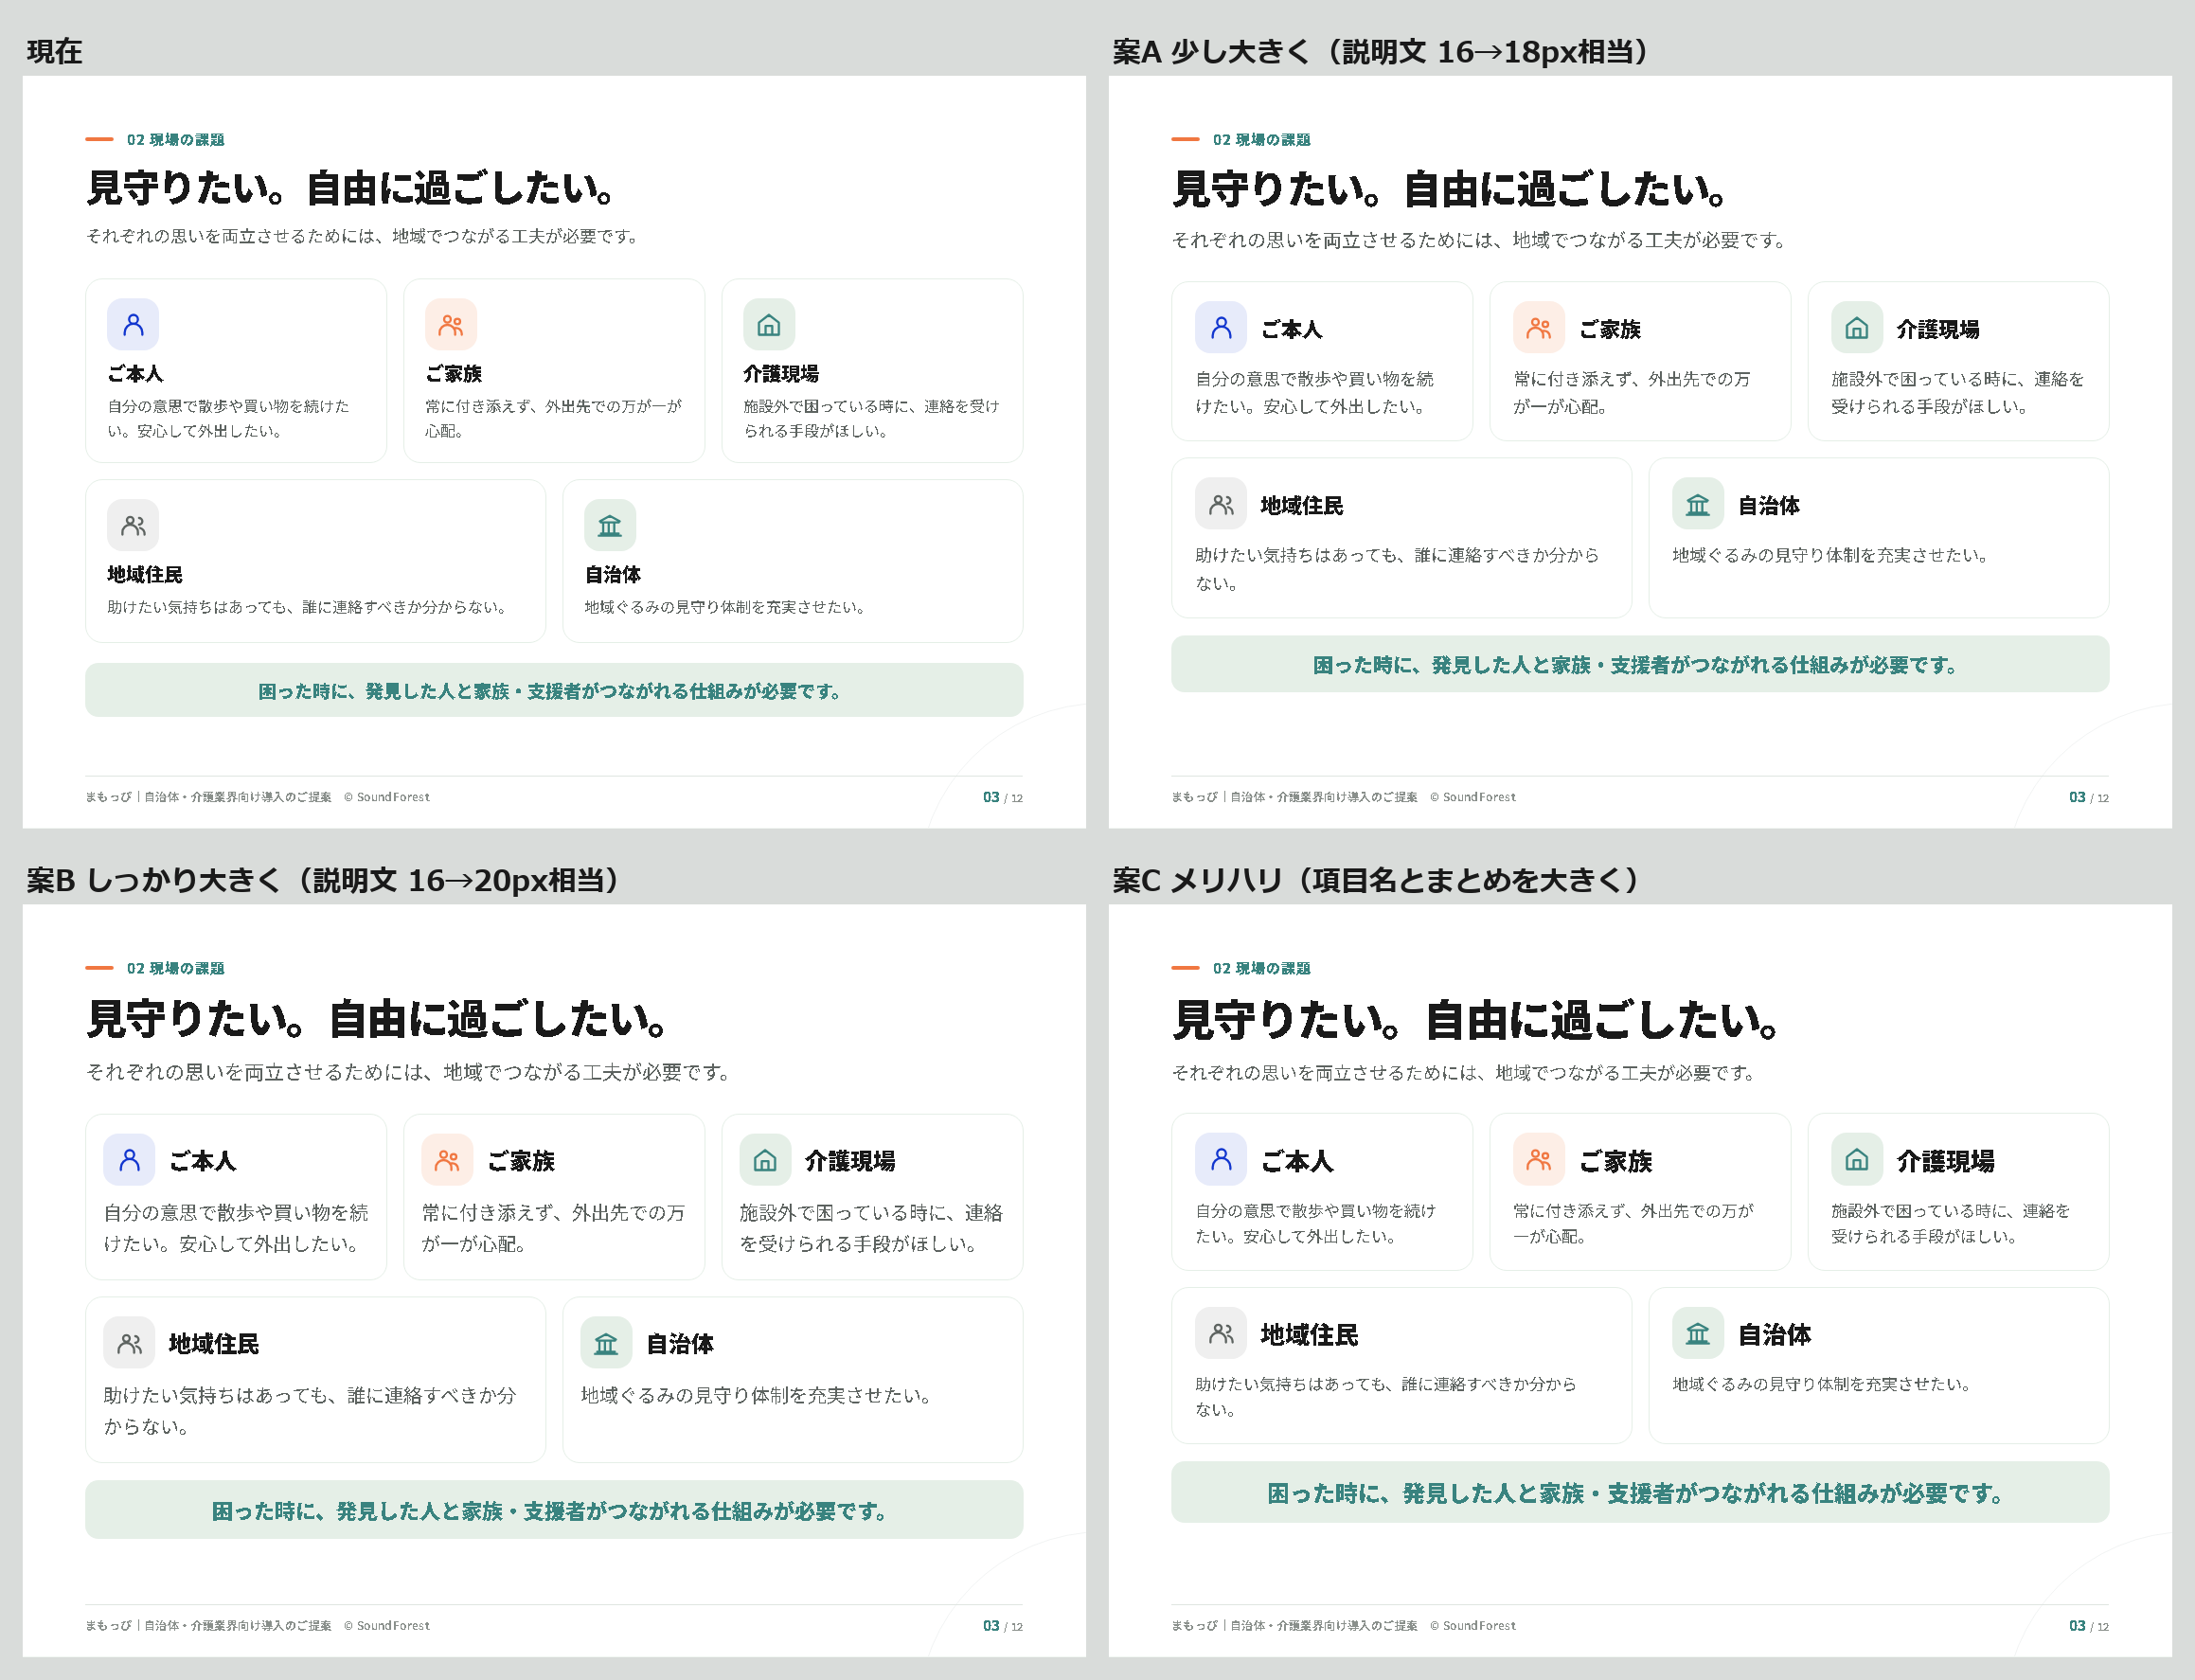 現在
02 現場の課題
見守りたい。自由に過ごしたい。
それぞれの思いを両立させるためには、地域でつながる工夫が必要です。
ご本人
自分の意思で散歩や買い物を続けた
い。安心して外出したい。
ご家族
常に付き添えず、外出先での万が一が
心配。
介護現場
施設外で困っている時に、連絡を受け
られる手段がほしい。
地域住民
助けたい気持ちはあっても、誰に連絡すべきか分からない。
自治体
地域ぐるみの見守り体制を充実させたい。
困った時に、発見した人と家族・支援者がつながれる仕組みが必要です。
まもっぴ｜自治体・介護業界向け導入のご提案 © SoundForest
03 / 12
案A 少し大きく（説明文 16→18px相当）
02 現場の課題
見守りたい。自由に過ごしたい。
それぞれの思いを両立させるためには、地域でつながる工夫が必要です。
ご本人
自分の意思で散歩や買い物を続
けたい。安心して外出したい。
ご家族
常に付き添えず、外出先での万
が一が心配。
介護現場
施設外で困っている時に、連絡を
受けられる手段がほしい。
地域住民
助けたい気持ちはあっても、誰に連絡すべきか分から
ない。
自治体
地域ぐるみの見守り体制を充実させたい。
困った時に、発見した人と家族・支援者がつながれる仕組みが必要です。
まもっぴ｜自治体・介護業界向け導入のご提案 © SoundForest
03 / 12
案B しっかり大きく（説明文 16→20px相当）
02 現場の課題
見守りたい。自由に過ごしたい。
それぞれの思いを両立させるためには、地域でつながる工夫が必要です。
ご本人
自分の意思で散歩や買い物を続
けたい。安心して外出したい。
ご家族
常に付き添えず、外出先での万
が一が心配。
介護現場
施設外で困っている時に、連絡
を受けられる手段がほしい。
地域住民
助けたい気持ちはあっても、誰に連絡すべきか分
からない。
自治体
地域ぐるみの見守り体制を充実させたい。
困った時に、発見した人と家族・支援者がつながれる仕組みが必要です。
まもっぴ｜自治体・介護業界向け導入のご提案 © SoundForest
03 / 12
案C メリハリ（項目名とまとめを大きく）
02 現場の課題
見守りたい。自由に過ごしたい。
それぞれの思いを両立させるためには、地域でつながる工夫が必要です。
ご本人
自分の意思で散歩や買い物を続け
たい。安心して外出したい。
ご家族
常に付き添えず、外出先での万が
一が心配。
介護現場
施設外で困っている時に、連絡を
受けられる手段がほしい。
地域住民
助けたい気持ちはあっても、誰に連絡すべきか分から
ない。
自治体
地域ぐるみの見守り体制を充実させたい。
困った時に、発見した人と家族・支援者がつながれる仕組みが必要です。
まもっぴ｜自治体・介護業界向け導入のご提案 © SoundForest
03 / 12